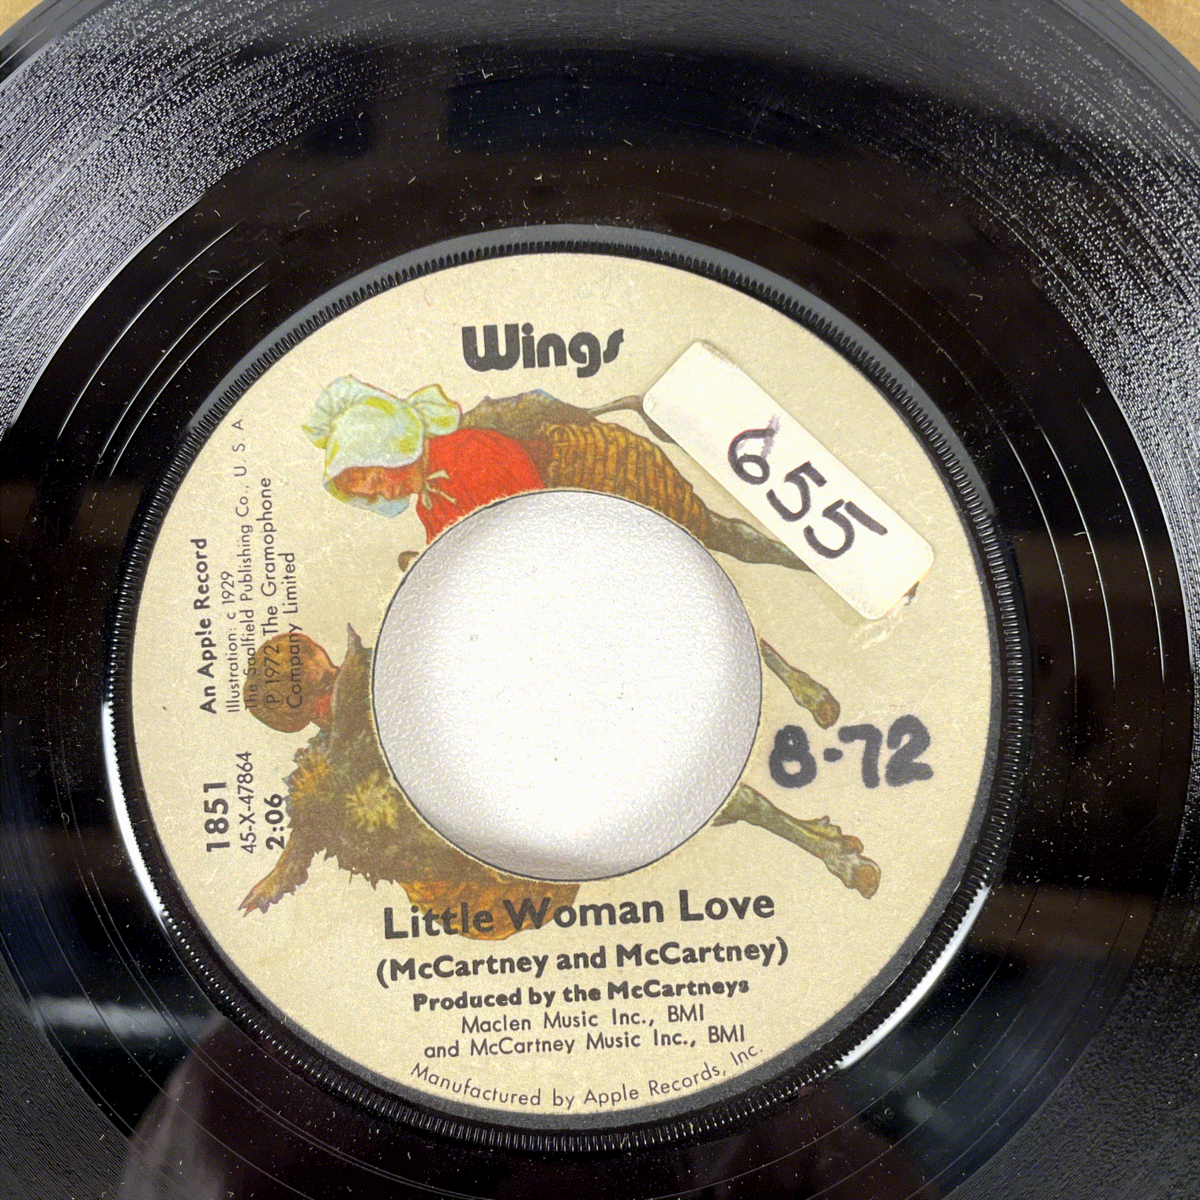 Wings
655
An Apple Record
Illustration: c 1929
The Saalfield Publishing Co., U. S. A
P. 1972 The Gramophone
Company Limited
8-72
1851
45-X-47864
2:06
Little Woman Love
(McCartney and McCartney)
Produced by the McCartneys
Maclen Music Inc., BMI
and McCartney Music Inc., BMI
Manufactured by Apple Records, Inc.